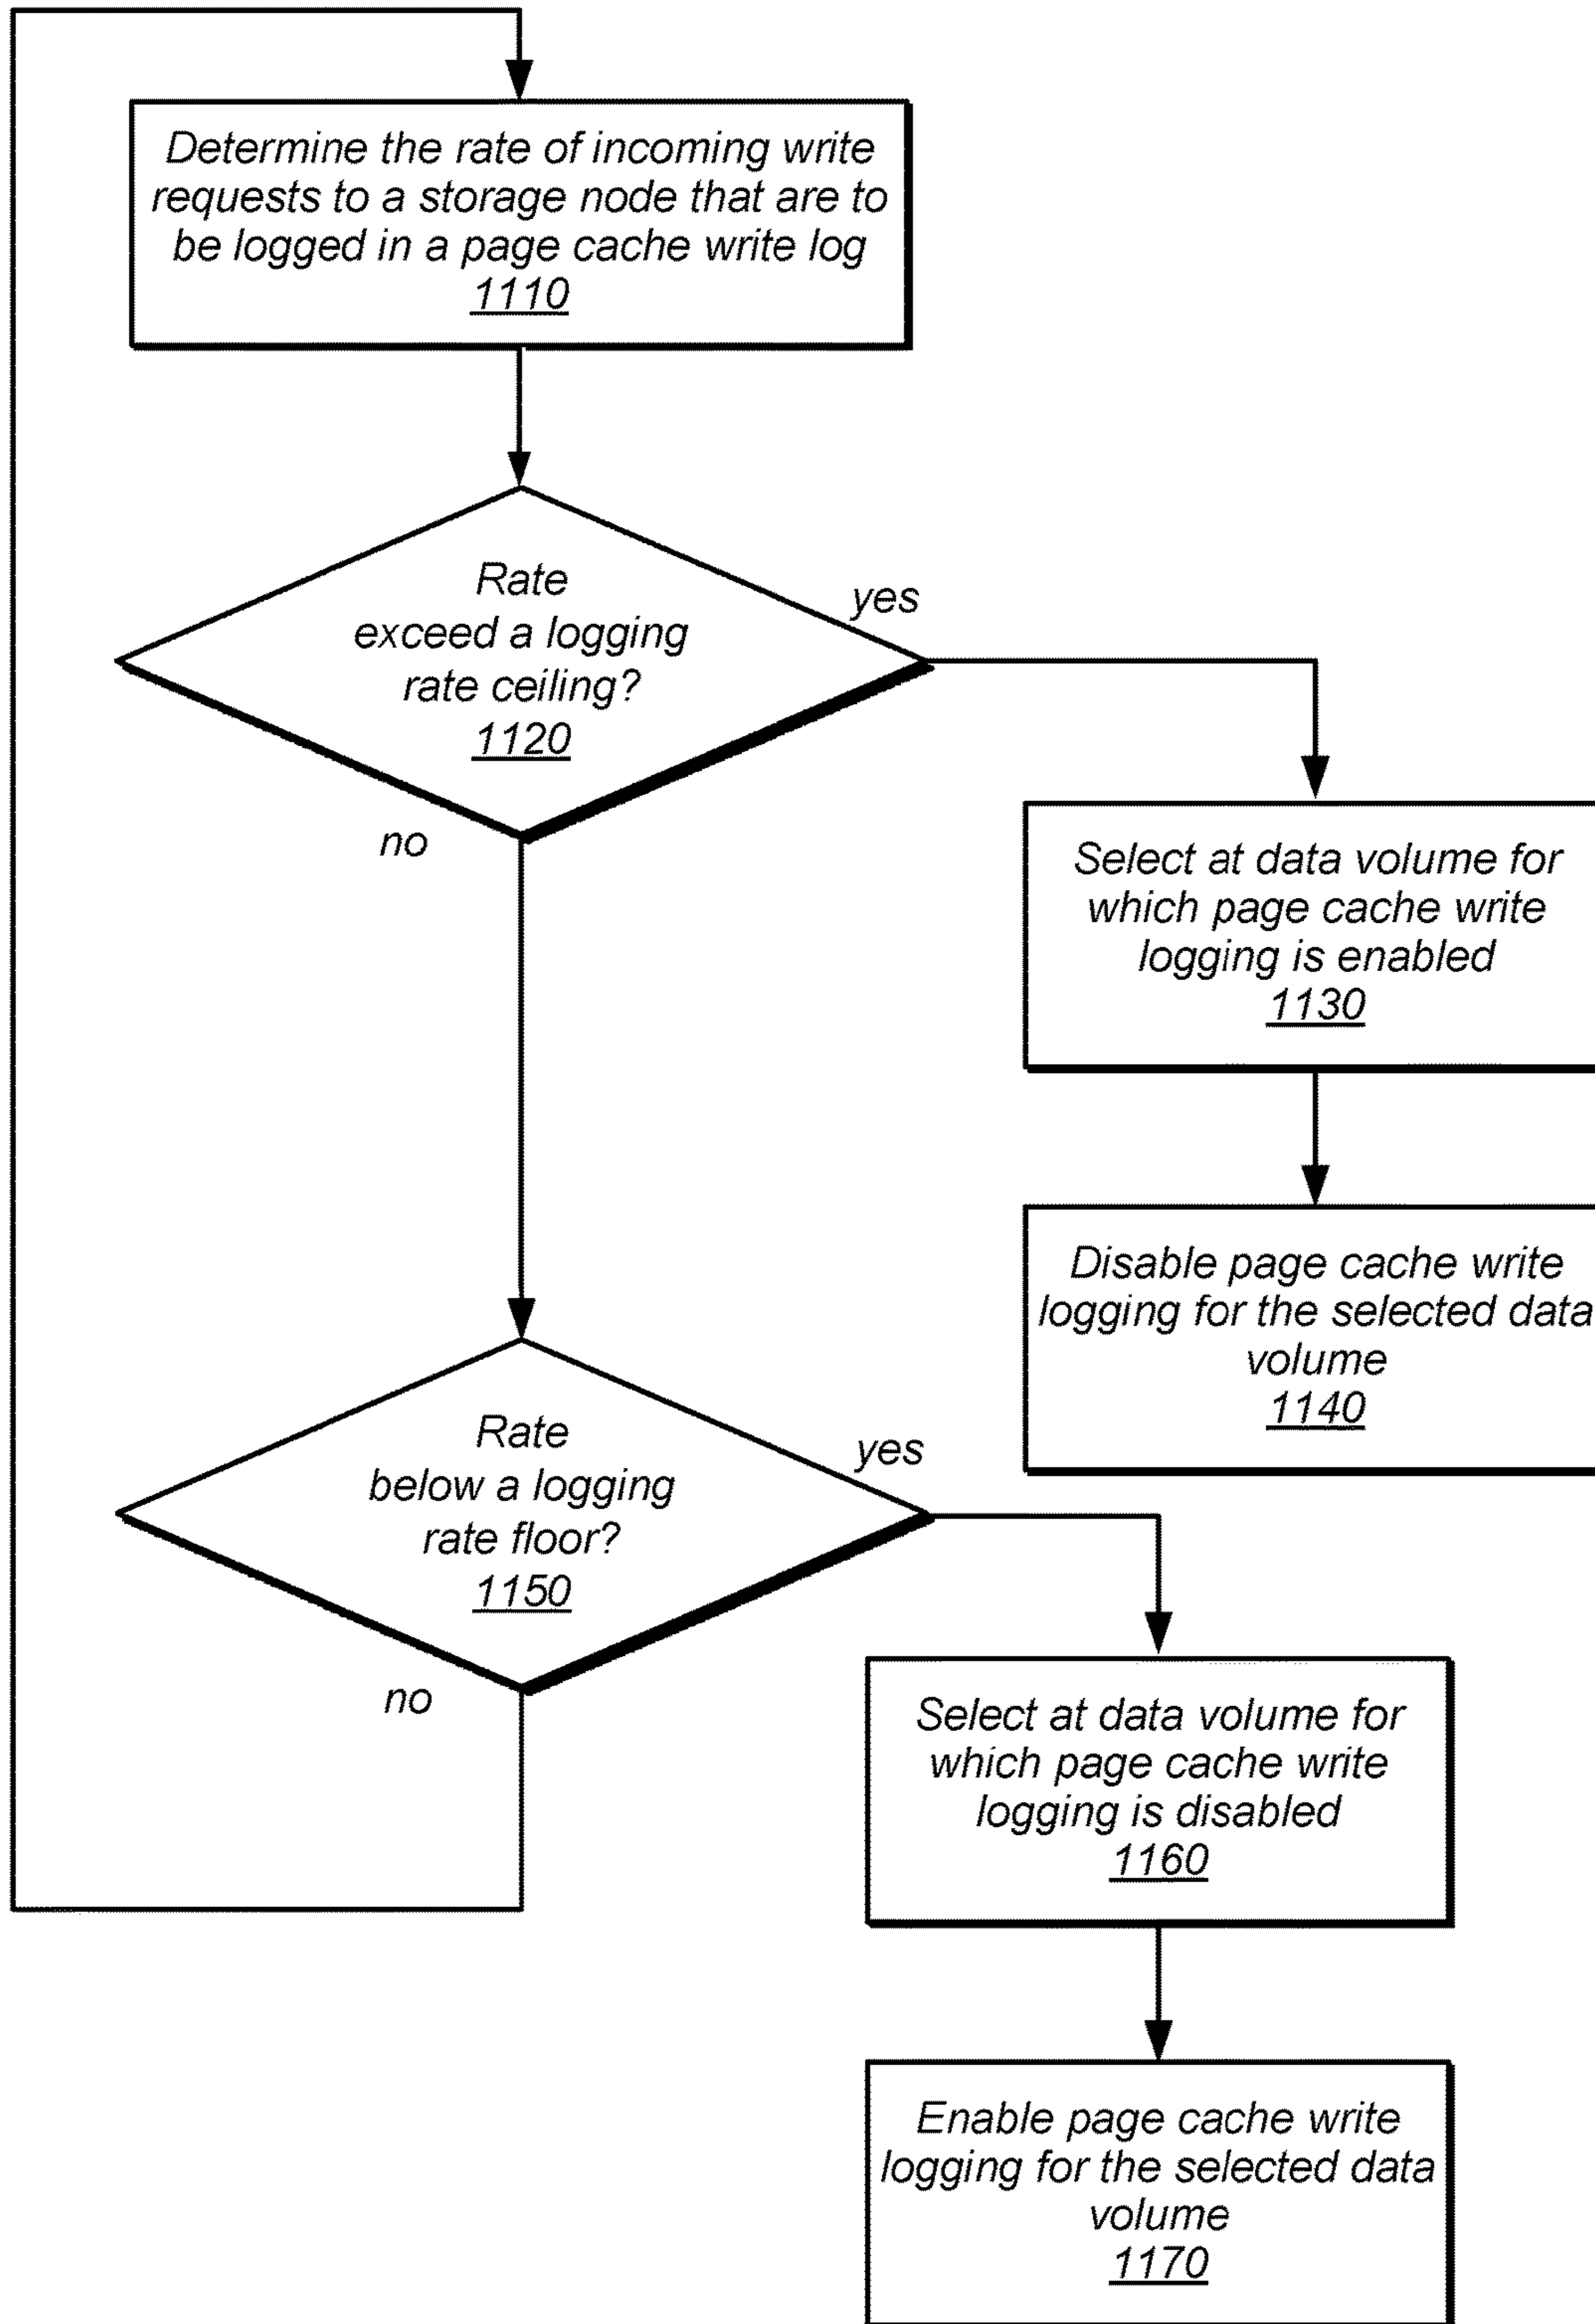 Determine the rate of incoming write
requests to a storage node that are to
be logged in a page cache write log
1110
Rate
exceed a logging
rate ceiling?
1120
yes
no
Select at data volume for
which page cache write
logging is enabled
1130
Disable page cache write
logging for the selected data
volume
1140
Rate
below a logging
rate floor?
1150
yes
no
Select at data volume for
which page cache write
logging is disabled
1160
Enable page cache write
logging for the selected data
volume
1170